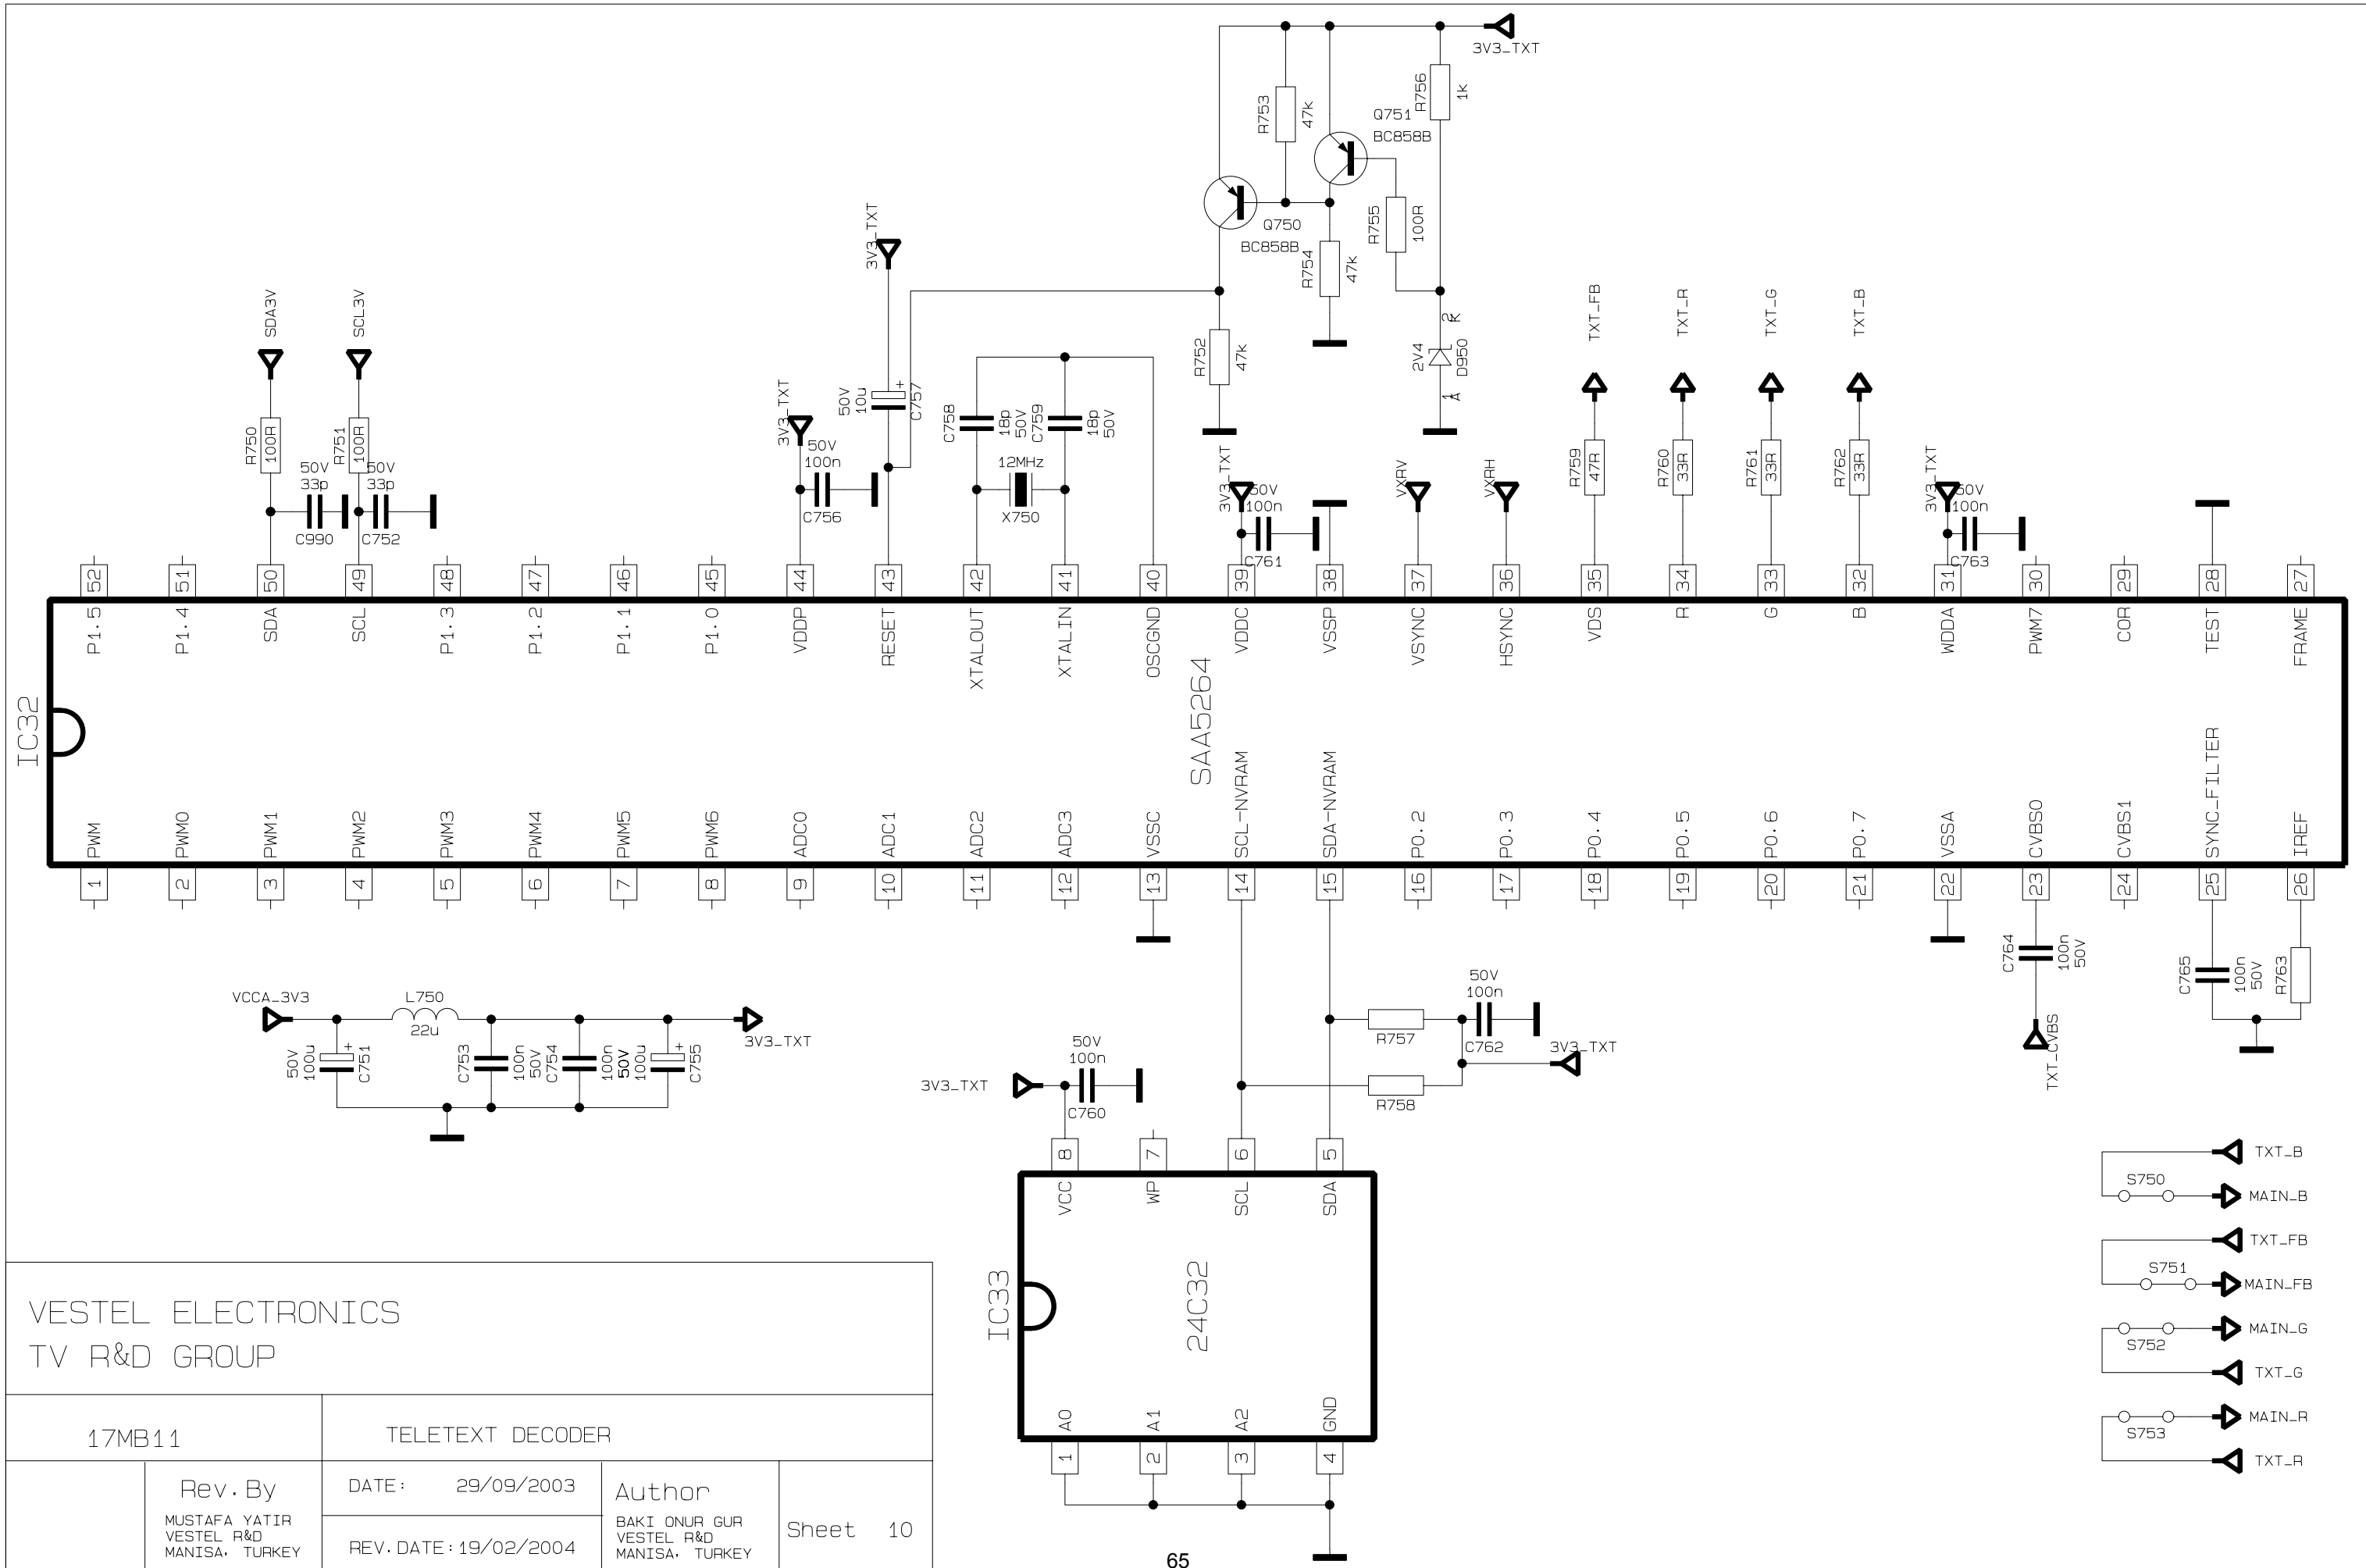 3V3_TXT
R756
1k
R753
47k
Q751
BC858B
Q750
BC858B
R755
100R
R754
47k
R752
47k
2V4
D950
2
K
1
A
SDA3V
SCL3V
R750
100R
R751
100R
50V
33p
C990
50V
33p
C752
3V3_TXT
50V
100n
C756
3V3_TXT
50V
10u
+
C757
C758
18p
50V
C759
18p
50V
12MHz
X750
3V3_TXT
50V
100n
C761
VXRV
VXRH
TXT_FB
TXT_R
TXT_G
TXT_B
R759
47R
R760
33R
R761
33R
R762
33R
3V3_TXT
50V
100n
C763
52 51 50 49 48 47 46 45 44 43 42 41 40 39 38 37 36 35 34 33 32 31 30 29 28 27
P1.5
P1.4
SDA
SCL
P1.3
P1.2
P1.1
P1.0
VDDP
RESET
XTALOUT
XTALIN
OSCGND
VDDC
VSSP
VSYNC
HSYNC
VDS
R
G
B
WDDA
PWM7
COR
TEST
FRAME
IC32
SAA5264
PWM
PWM0
PWM1
PWM2
PWM3
PWM4
PWM5
PWM6
ADC0
ADC1
ADC2
ADC3
VSSC
SCL-NVRAM
SDA-NVRAM
P0.2
P0.3
P0.4
P0.5
P0.6
P0.7
VSSA
CVBS0
CVBS1
SYNC_FILTER
IREF
1 2 3 4 5 6 7 8 9 10 11 12 13 14 15 16 17 18 19 20 21 22 23 24 25 26
VCCA_3V3
L750
22u
50V
100u
+
C751
C753
100n
50V
C754
100n
50V
50V
100u
+
C755
3V3_TXT
3V3_TXT
50V
100n
C760
R757
R758
50V
100n
C762
3V3_TXT
C764
100n
50V
TXT_CVBS
C765
100n
50V
R763
8 7 6 5
VCC
WP
SCL
SDA
IC33
24C32
A0
A1
A2
GND
1 2 3 4
TXT_B
S750
MAIN_B
TXT_FB
S751
MAIN_FB
MAIN_G
S752
TXT_G
MAIN_R
S753
TXT_R
VESTEL ELECTRONICS
TV R&D GROUP
17MB11
TELETEXT DECODER
Rev.By
MUSTAFA YATIR
VESTEL R&D
MANISA, TURKEY
DATE: 29/09/2003
REV.DATE:19/02/2004
Author
BAKI ONUR GUR
VESTEL R&D
MANISA, TURKEY
Sheet 10
65